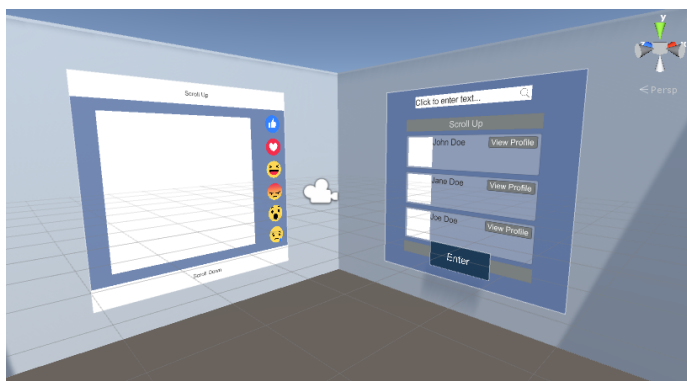 Scroll Up
Scroll Down
Click to enter text...
Scroll Up
John Doe
View Profile
Jane Doe
View Profile
Joe Doe
View Profile
Enter
y
Persp